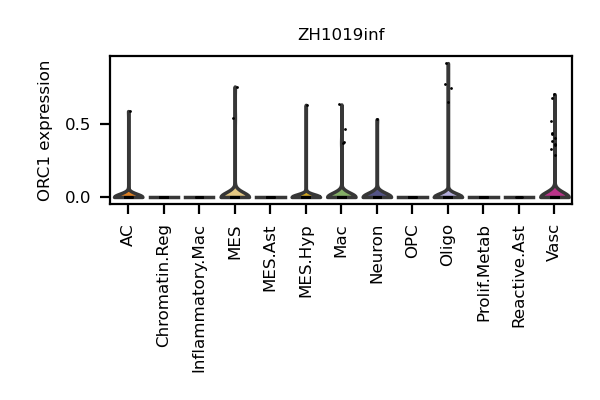 ZH1019inf
ORC1 expression
0.5
0.0
AC
Chromatin.Reg
Inflammatory.Mac
MES
MES.Ast
MES.Hyp
Mac
Neuron
OPC
Oligo
Prolif.Metab
Reactive.Ast
Vasc